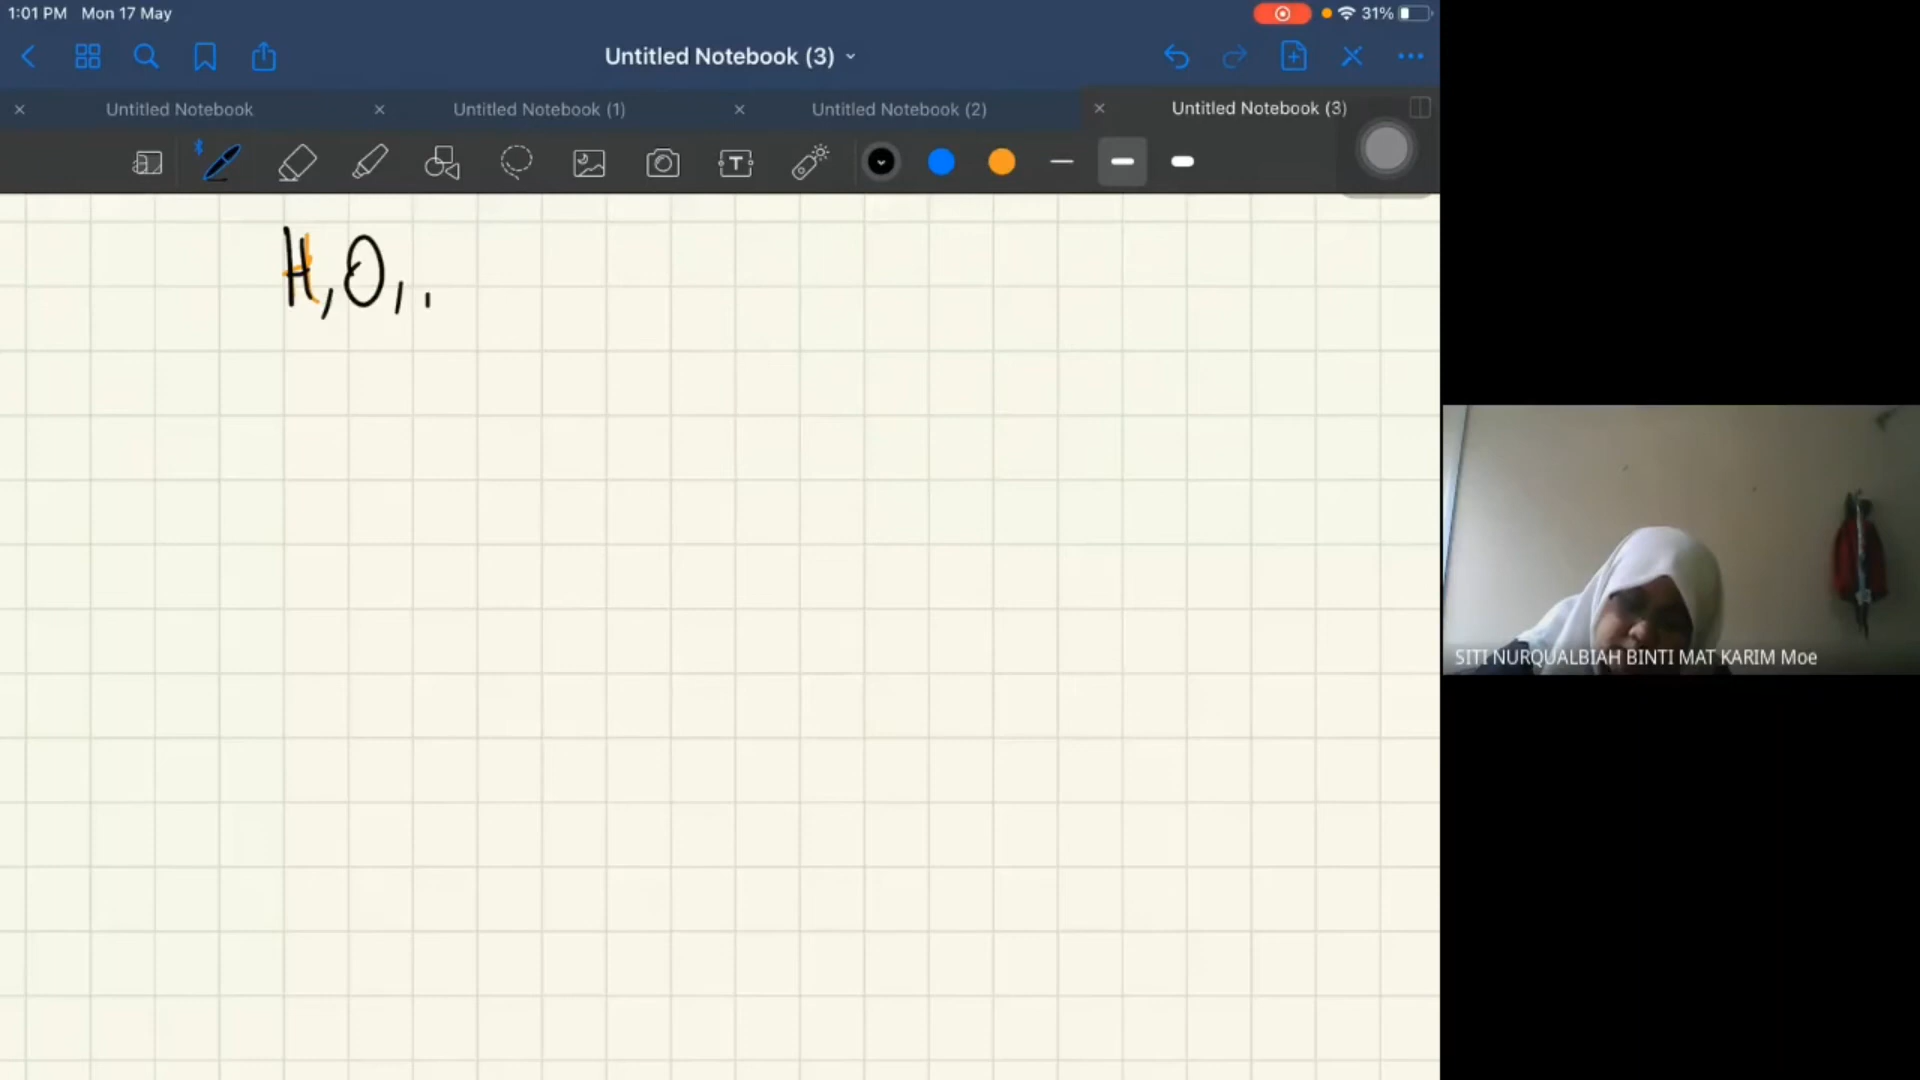 1:01 PM Mon 17 May 31%
Untitled Notebook (3)
Untitled Notebook Untitled Notebook (1) Untitled Notebook (2) Untitled Notebook (3)
T
H, O, .
SITI NURQUALBIAH BINTI MAT KARIM Moe